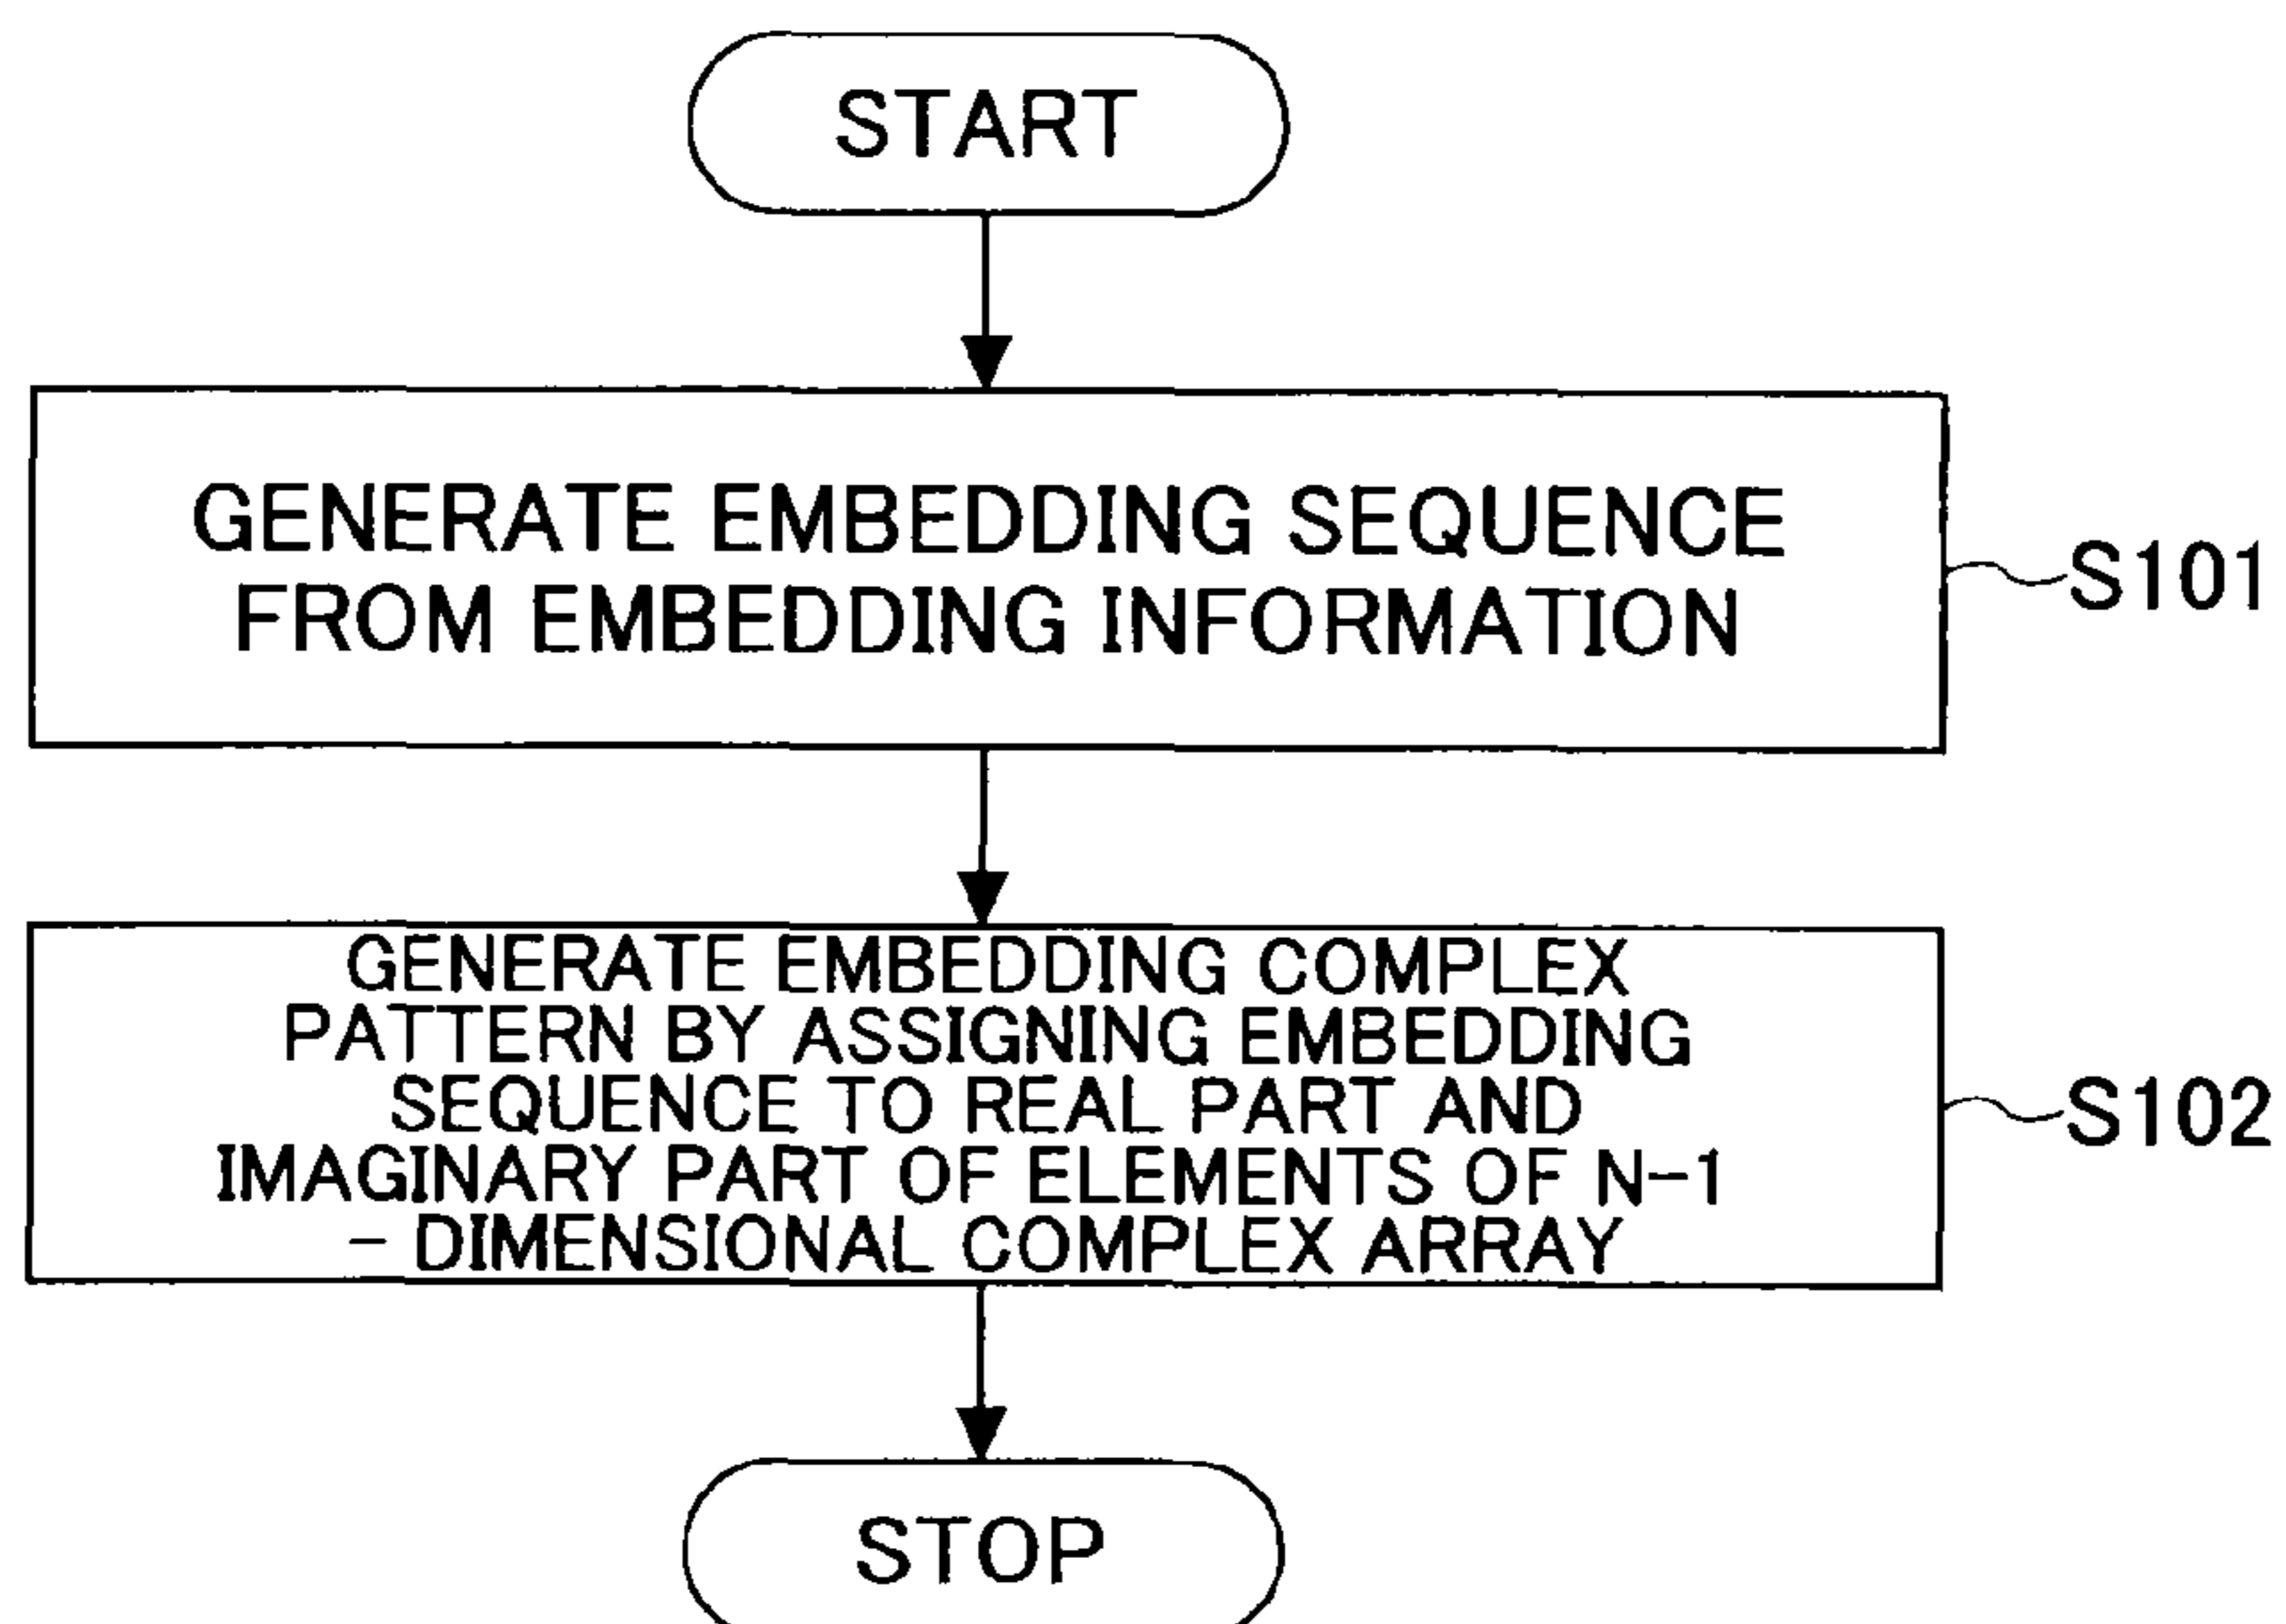 START
GENERATE EMBEDDING SEQUENCE
FROM EMBEDDING INFORMATION
S101
GENERATE EMBEDDING COMPLEX
PATTERN BY ASSIGNING EMBEDDING
SEQUENCE TO REAL PART AND
IMAGINARY PART OF ELEMENTS OF N-1
- DIMENSIONAL COMPLEX ARRAY
S102
STOP